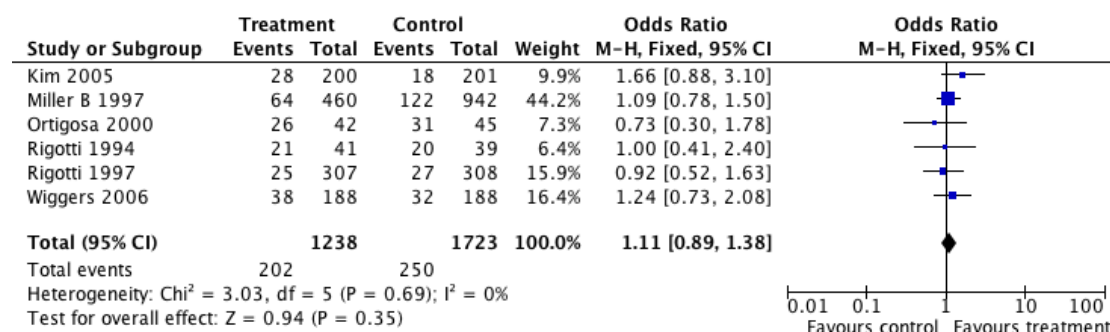 Treatment Control Odds Ratio Odds Ratio
Study or Subgroup Events Total Events Total Weight M-H, Fixed, 95% CI M-H, Fixed, 95% CI
Kim 2005 28 200 18 201 9.9% 1.66 [0.88, 3.10]
Miller B 1997 64 460 122 942 44.2% 1.09 [0.78, 1.50]
Ortigosa 2000 26 42 31 45 7.3% 0.73 [0.30, 1.78]
Rigotti 1994 21 41 20 39 6.4% 1.00 [0.41, 2.40]
Rigotti 1997 25 307 27 308 15.9% 0.92 [0.52, 1.63]
Wiggers 2006 38 188 32 188 16.4% 1.24 [0.73, 2.08]
Total (95% CI) 1238 1723 100.0% 1.11 [0.89, 1.38]
Total events 202 250
Heterogeneity: Chi² = 3.03, df = 5 (P = 0.69); I² = 0%
Test for overall effect: Z = 0.94 (P = 0.35)
0.01 0.1 1 10 100
Favours control Favours treatment